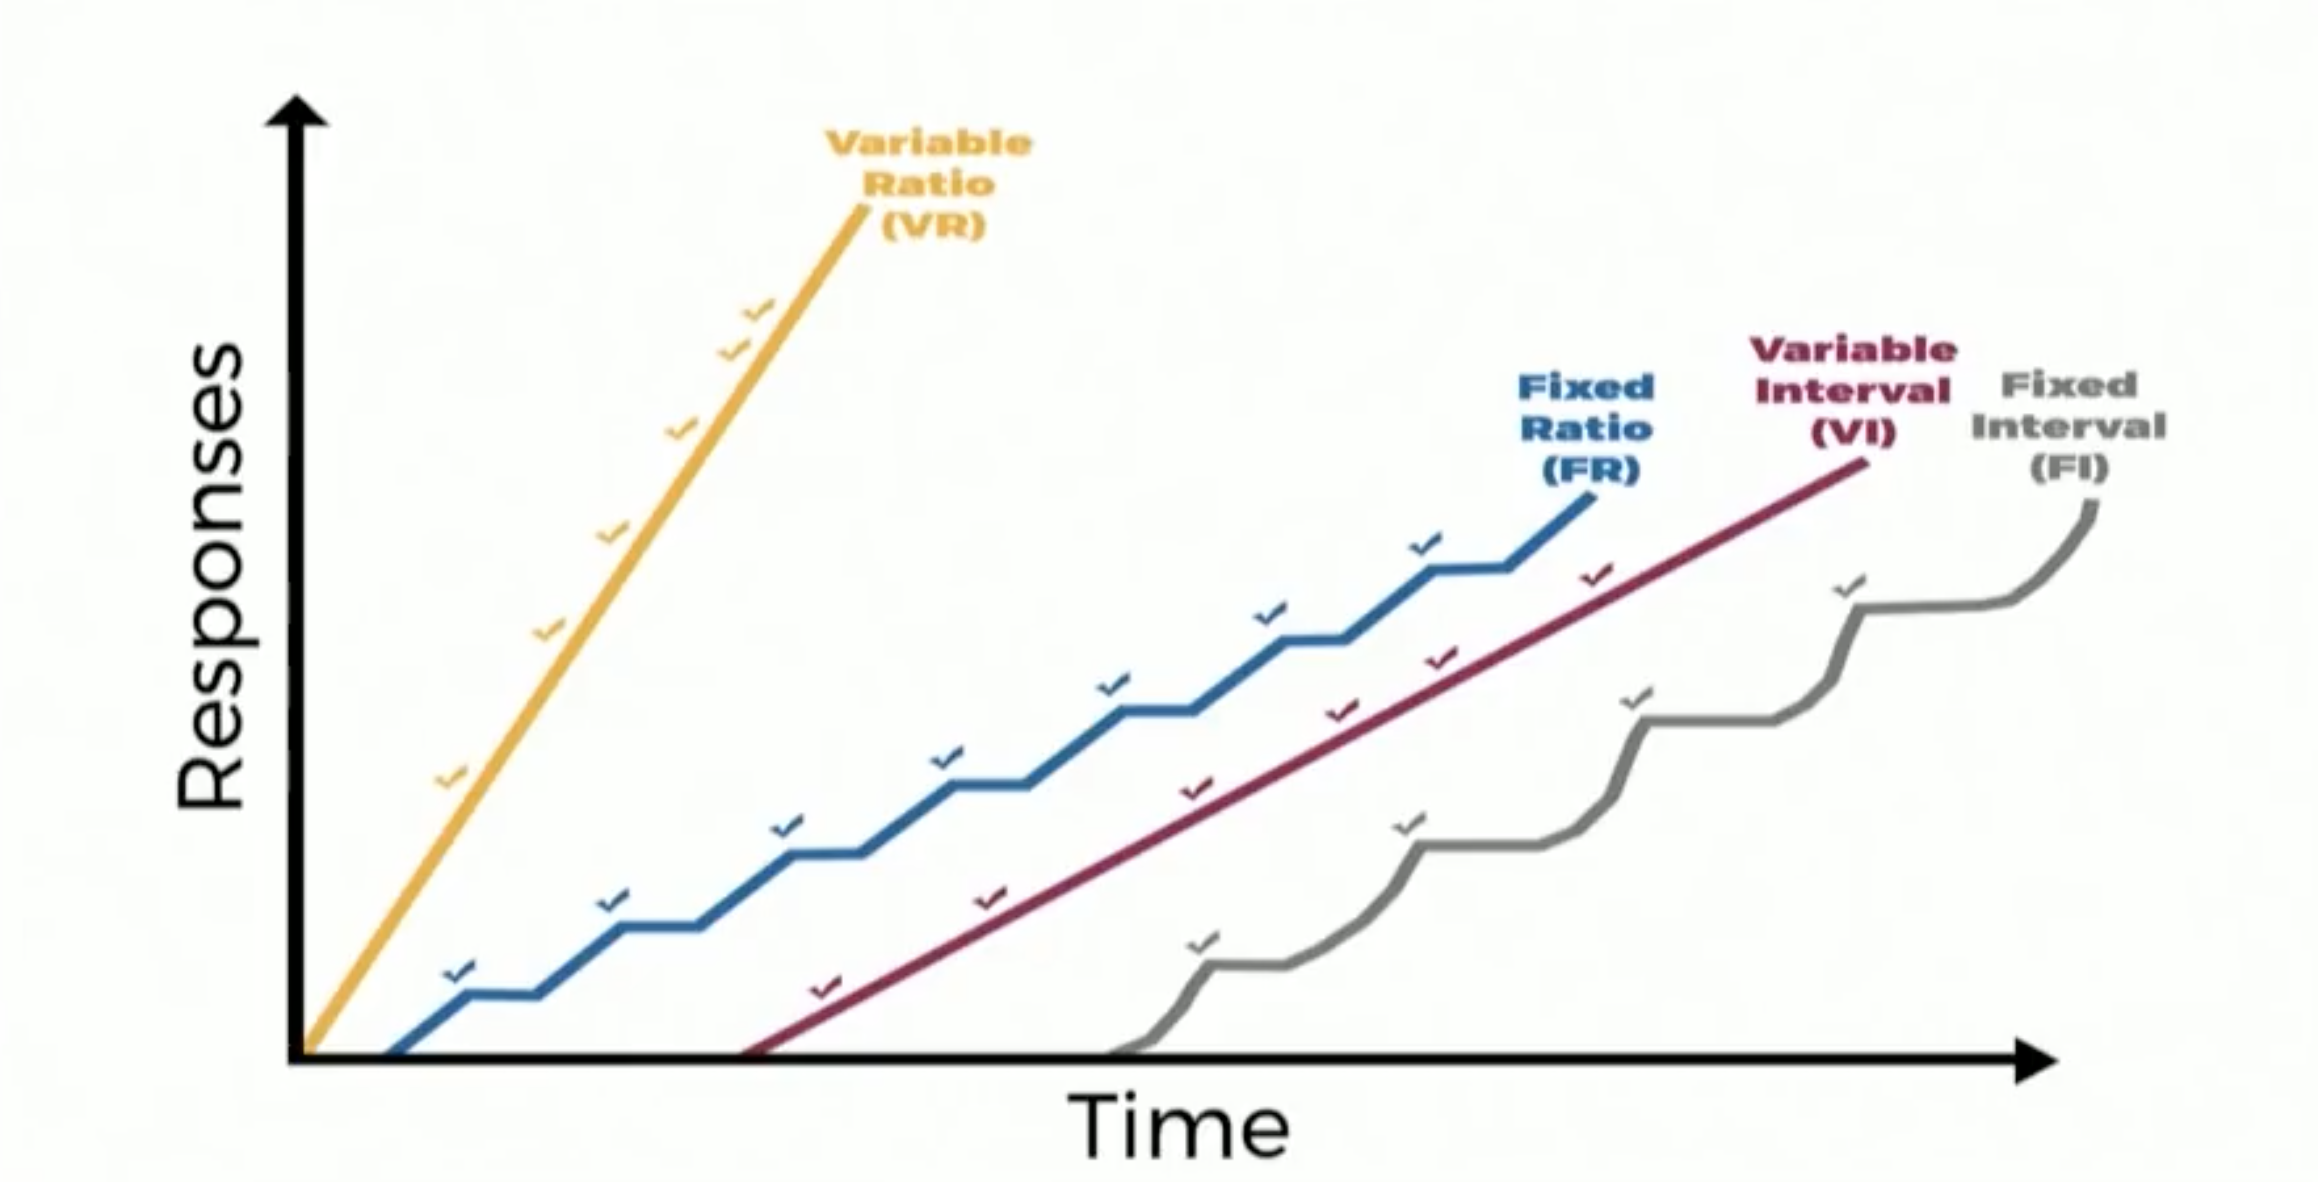 Variable
Ratio
(VR)
Fixed
Ratio
(FR)
Variable
Interval
(VI)
Fixed
Interval
(FI)
Responses
Time